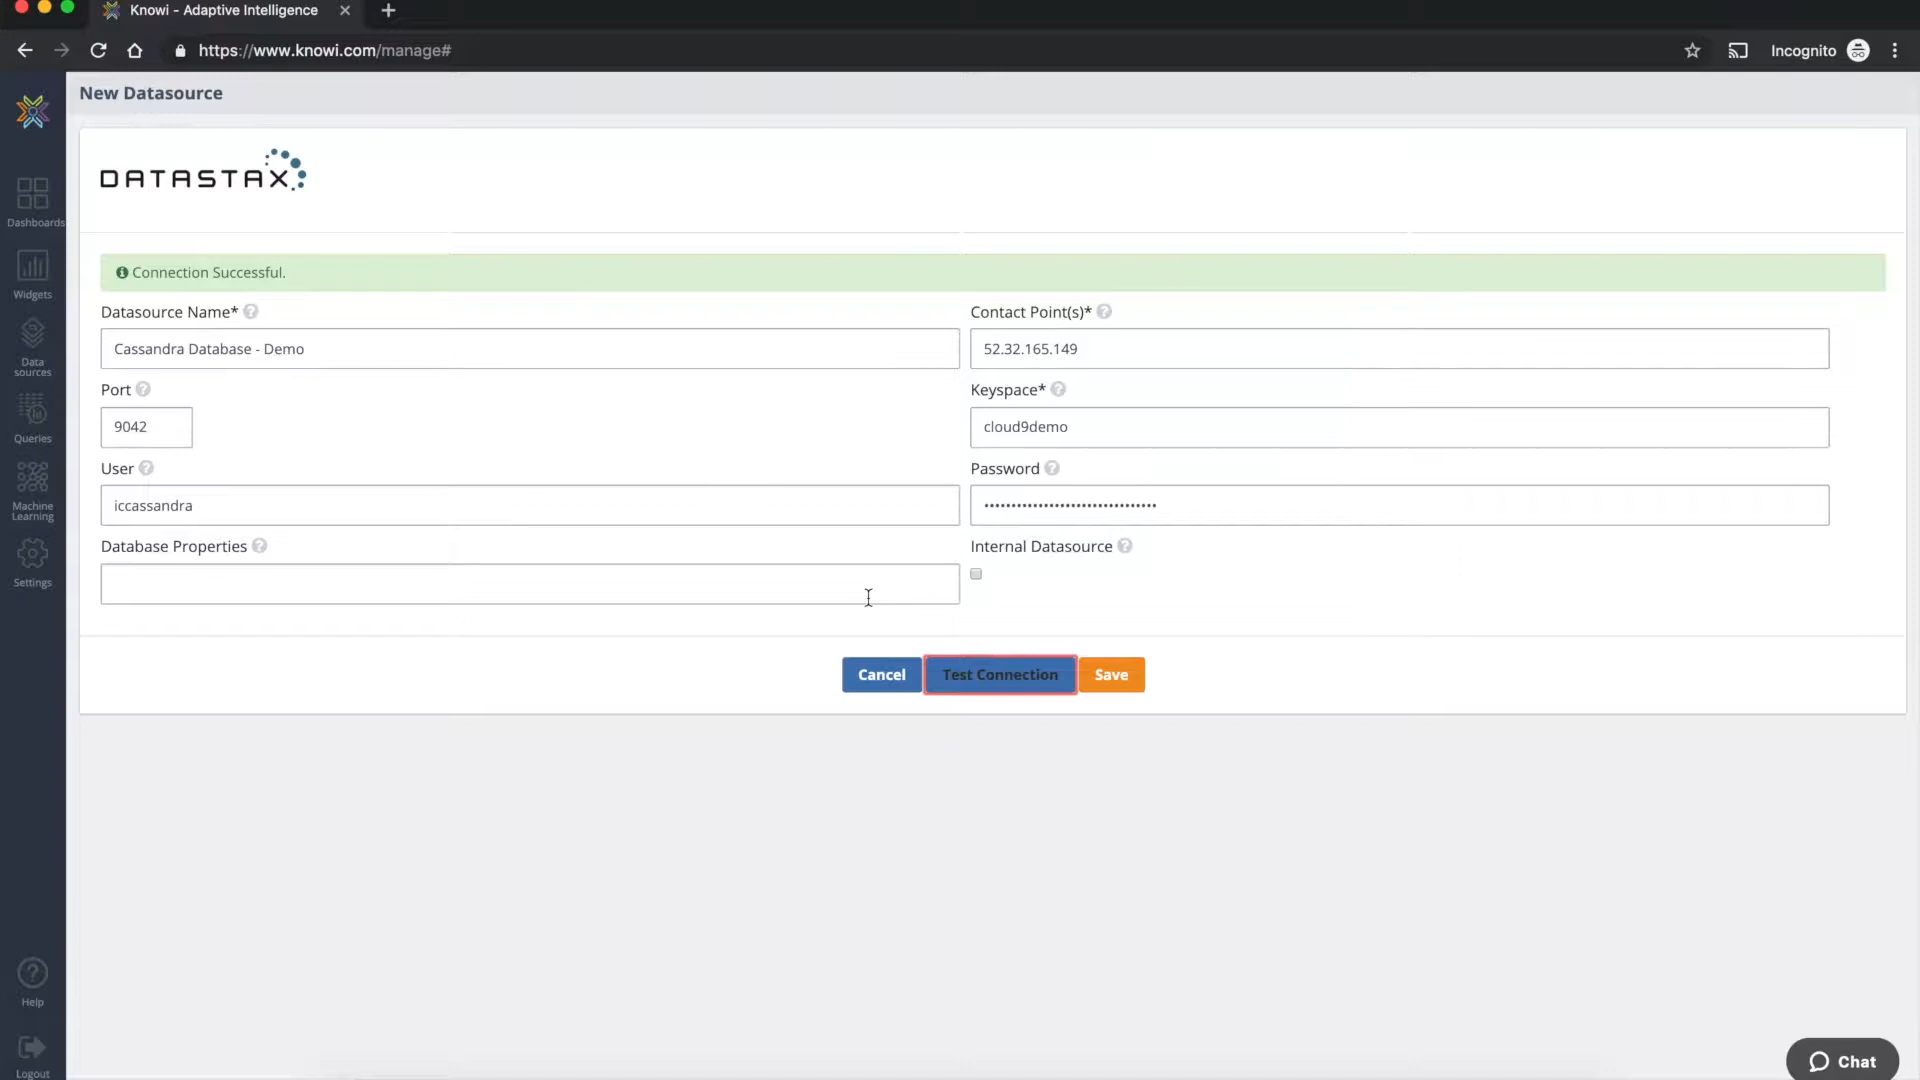 Knowi - Adaptive Intelligence
https://www.knowi.com/manage#
Incognito
New Datasource
DATASTAX
Dashboards
Widgets
Data
sources
Queries
Machine
Learning
Settings
Help
Logout
Connection Successful.
Datasource Name*
Contact Point(s)*
Cassandra Database - Demo
52.32.165.149
Port
Keyspace*
9042
cloud9demo
User
Password
iccassandra
••••••••••••••••••••••••••••••••
Database Properties
Internal Datasource
Cancel
Test Connection
Save
Chat